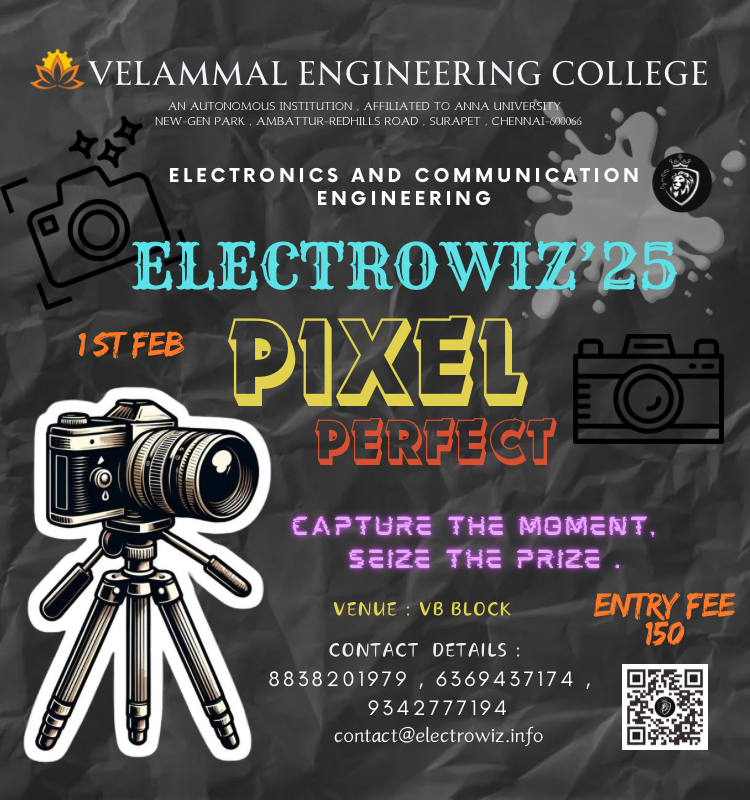 VELAMMAL ENGINEERING COLLEGE
AN AUTONOMOUS INSTITUTION , AFFILIATED TO ANNA UNIVERSITY
NEW-GEN PARK , AMBATTUR-REDHILLS ROAD , SURAPET , CHENNAI-600066
ELECTRONICS AND COMMUNICATION
ENGINEERING
ELECTROWIZ'25
1ST FEB
PIXEL
PERFECT
CAPTURE THE MOMENT,
SEIZE THE PRIZE .
VENUE : VB BLOCK
ENTRY FEE
150
CONTACT DETAILS :
8838201979 , 6369437174 ,
9342777194
contact@electrowiz.info